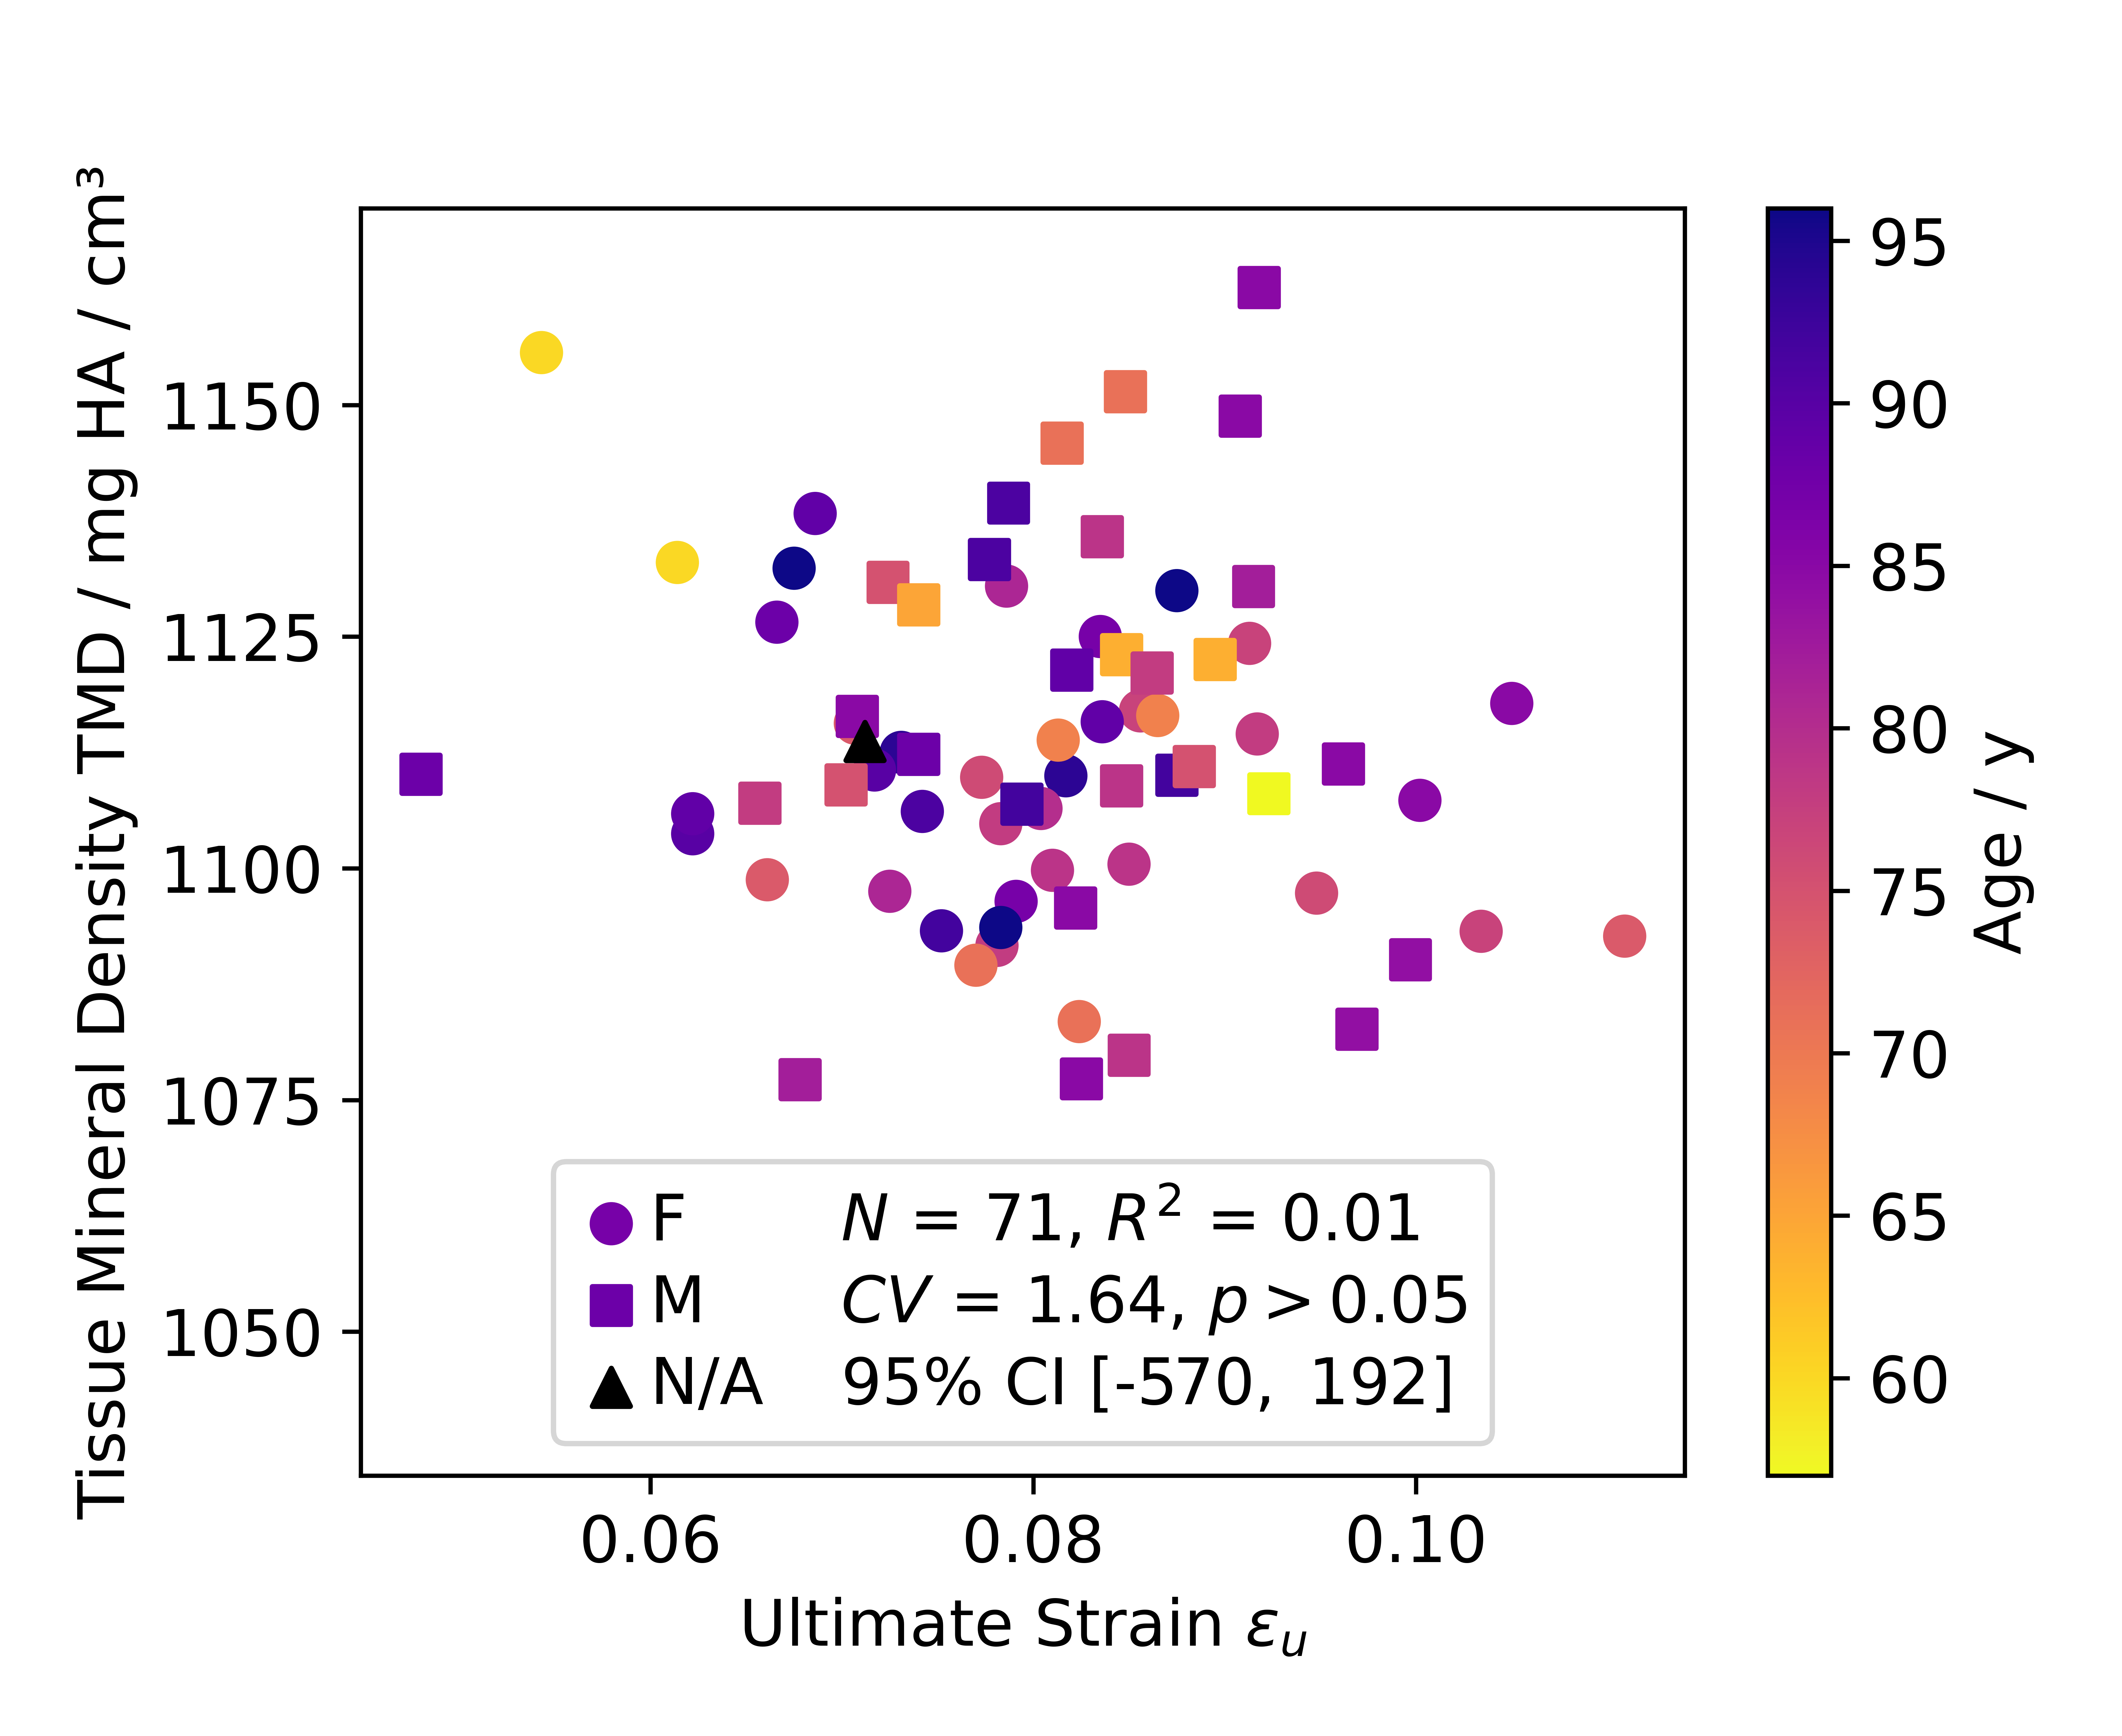 Tissue Mineral Density TMD / mg HA / cm³
1150
1125
1100
1075
1050
F N = 71, R² = 0.01
M CV = 1.64, p > 0.05
N/A 95% CI [-570, 192]
0.06 0.08 0.10
Ultimate Strain εᵤ
95
90
85
80
75
70
65
60
Age / y